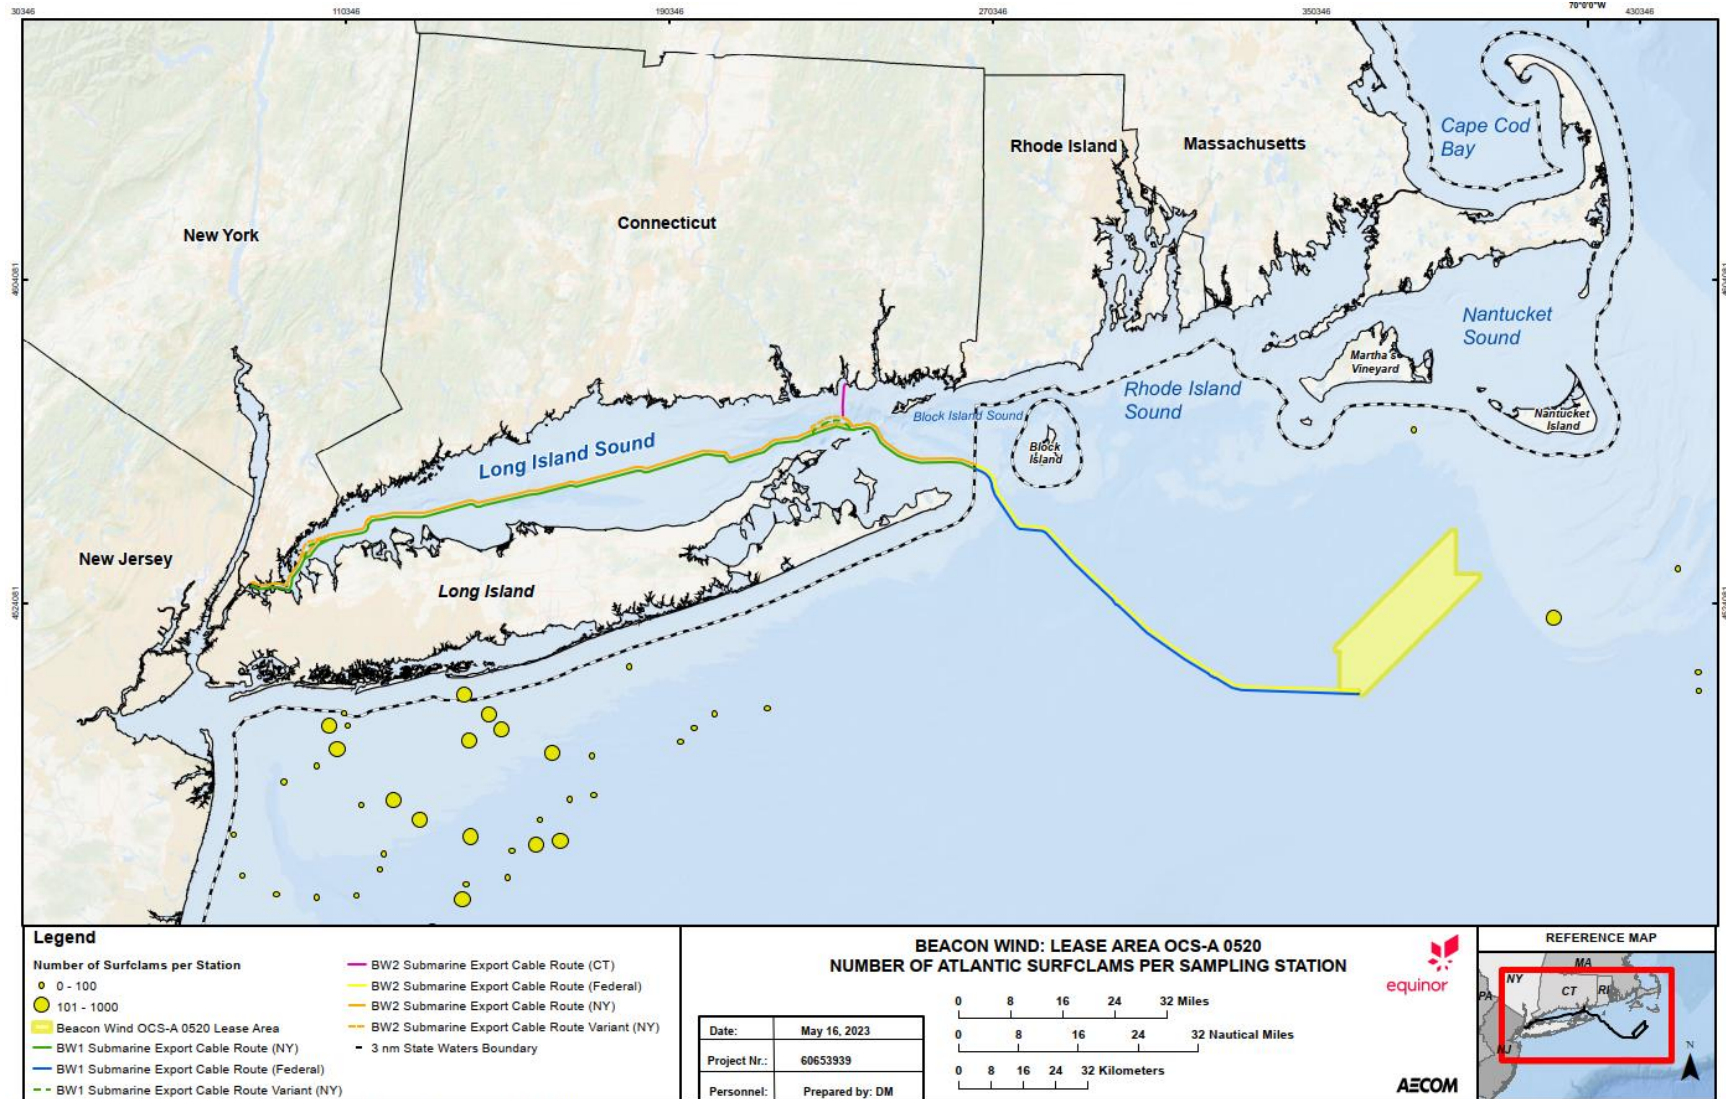 30346
110346
190346
270346
350346
70°0'0"W
430346
Cape Cod
Bay
Rhode Island
Massachusetts
New York
Connecticut
4604081
4604081
Nantucket
Sound
Martha's
Vineyard
Rhode Island
Sound
Block Island Sound
Nantucket
Island
Long Island Sound
Block
Island
New Jersey
Long Island
4524081
4524081
Legend
Number of Surfclams per Station
0 - 100
101 - 1000
Beacon Wind OCS-A 0520 Lease Area
BW1 Submarine Export Cable Route (NY)
BW1 Submarine Export Cable Route (Federal)
BW1 Submarine Export Cable Route Variant (NY)
BW2 Submarine Export Cable Route (CT)
BW2 Submarine Export Cable Route (Federal)
BW2 Submarine Export Cable Route (NY)
BW2 Submarine Export Cable Route Variant (NY)
3 nm State Waters Boundary
BEACON WIND: LEASE AREA OCS-A 0520
NUMBER OF ATLANTIC SURFCLAMS PER SAMPLING STATION
equinor
0 8 16 24 32 Miles
0 8 16 24 32 Nautical Miles
0 8 16 24 32 Kilometers
Date: May 16, 2023
Project Nr.: 60653939
Personnel: Prepared by: DM
AECOM
REFERENCE MAP
MA
NY
CT
RI
PA
NJ
N